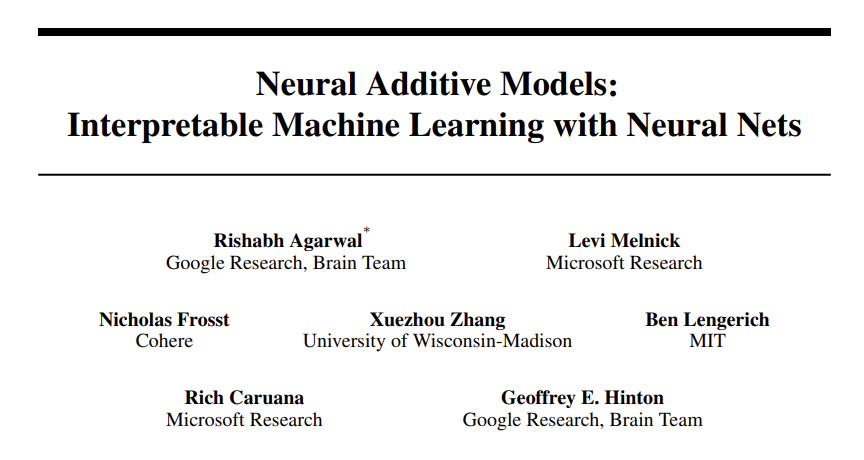 Neural Additive Models:
Interpretable Machine Learning with Neural Nets
Rishabh Agarwal*
Google Research, Brain Team
Levi Melnick
Microsoft Research
Nicholas Frosst
Cohere
Xuezhou Zhang
University of Wisconsin-Madison
Ben Lengerich
MIT
Rich Caruana
Microsoft Research
Geoffrey E. Hinton
Google Research, Brain Team